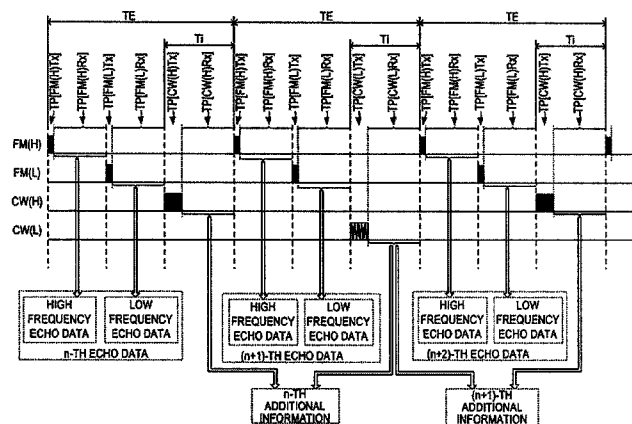 TE TE TE
Ti Ti Ti
TP[FM(H)Tx] TP[FM(H)Rx] TP[FM(L)Tx] TP[FM(L)Rx] TP[CW(H)Tx] TP[CW(H)Rx] TP[FM(H)Tx] TP[FM(H)Rx] TP[FM(L)Tx] TP[FM(L)Rx] TP[CW(L)Tx] TP[CW(L)Rx] TP[FM(H)Tx] TP[FM(H)Rx] TP[FM(L)Tx] TP[FM(L)Rx] TP[CW(H)Tx] TP[CW(H)Rx]
FM(H)
FM(L)
CW(H)
CW(L)
HIGH
FREQUENCY
ECHO DATA
LOW
FREQUENCY
ECHO DATA
n-TH ECHO DATA
HIGH
FREQUENCY
ECHO DATA
LOW
FREQUENCY
ECHO DATA
(n+1)-TH ECHO DATA
HIGH
FREQUENCY
ECHO DATA
LOW
FREQUENCY
ECHO DATA
(n+2)-TH ECHO DATA
n-TH
ADDITIONAL
INFORMATION
(n+1)-TH
ADDITIONAL
INFORMATION